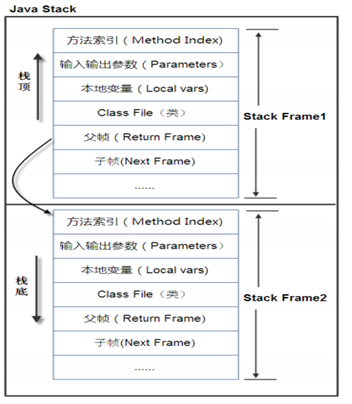 Java Stack
方法索引 ( Method Index)
输入输出参数 ( Parameters）
本地变量 ( Local vars)
Class File（类）
父帧 ( Return Frame)
子帧(Next Frame)
......
栈
顶
Stack Frame1
方法索引 ( Method Index)
输入输出参数 ( Parameters）
本地变量 ( Local vars)
Class File（类）
父帧 ( Return Frame)
子帧(Next Frame)
......
栈
底
Stack Frame2